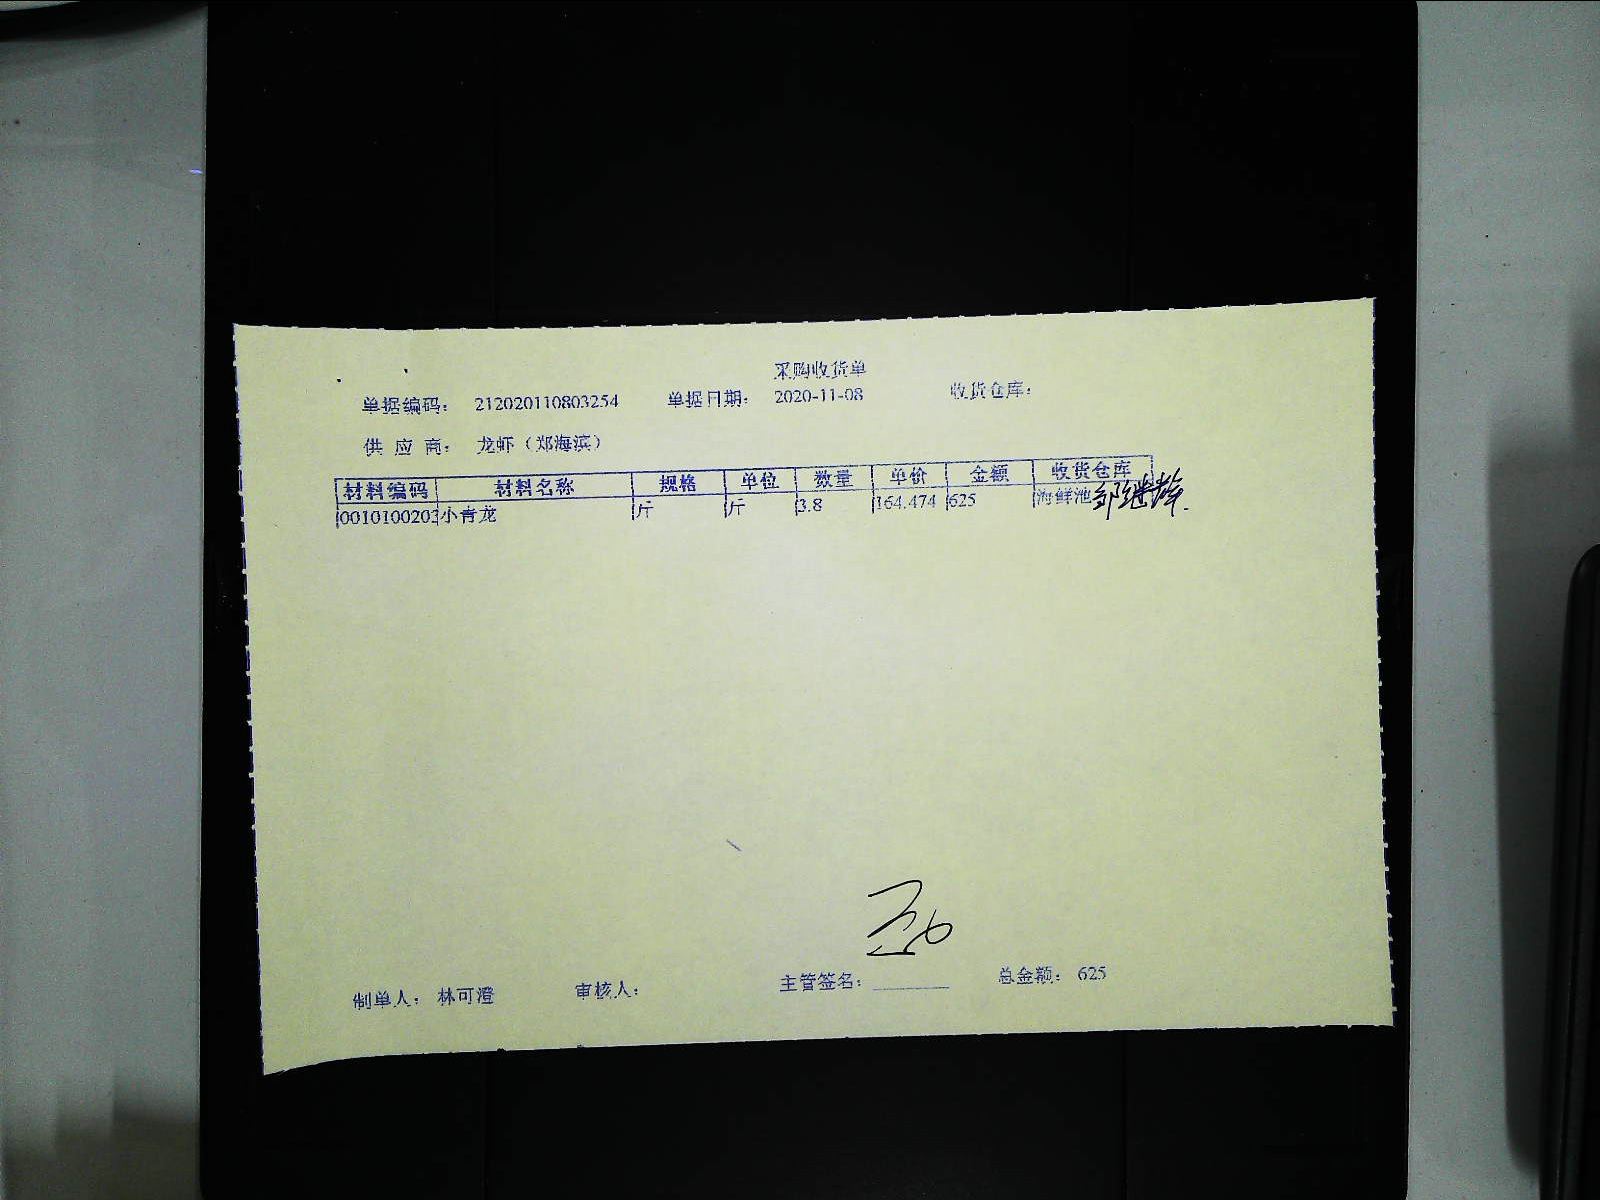 采购收货单
单据编码： 212020110803254 单据日期： 2020-11-08 收货仓库：
供 应 商： 龙虾（郑海滨）
材料编码 材料名称 规格 单位 数量 单价 金额 收货仓库
001010020 小青龙 斤 斤 3.8 164.474 625 海鲜池
制单人： 林可澄 审核人： 主管签名： 总金额： 625